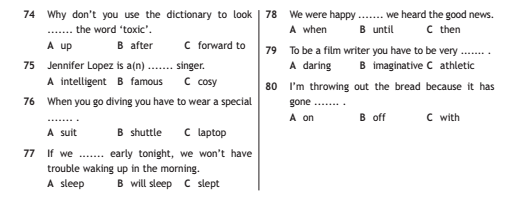 74 Why don't you use the dictionary to look
....... the word 'toxic'.
A up B after C forward to
75 Jennifer Lopez is a(n) ....... singer.
A intelligent B famous C cosy
76 When you go diving you have to wear a special
....... .
A suit B shuttle C laptop
77 If we ....... early tonight, we won't have
trouble waking up in the morning.
A sleep B will sleep C slept
78 We were happy ....... we heard the good news.
A when B until C then
79 To be a film writer you have to be very ....... .
A daring B imaginative C athletic
80 I'm throwing out the bread because it has
gone ....... .
A on B off C with